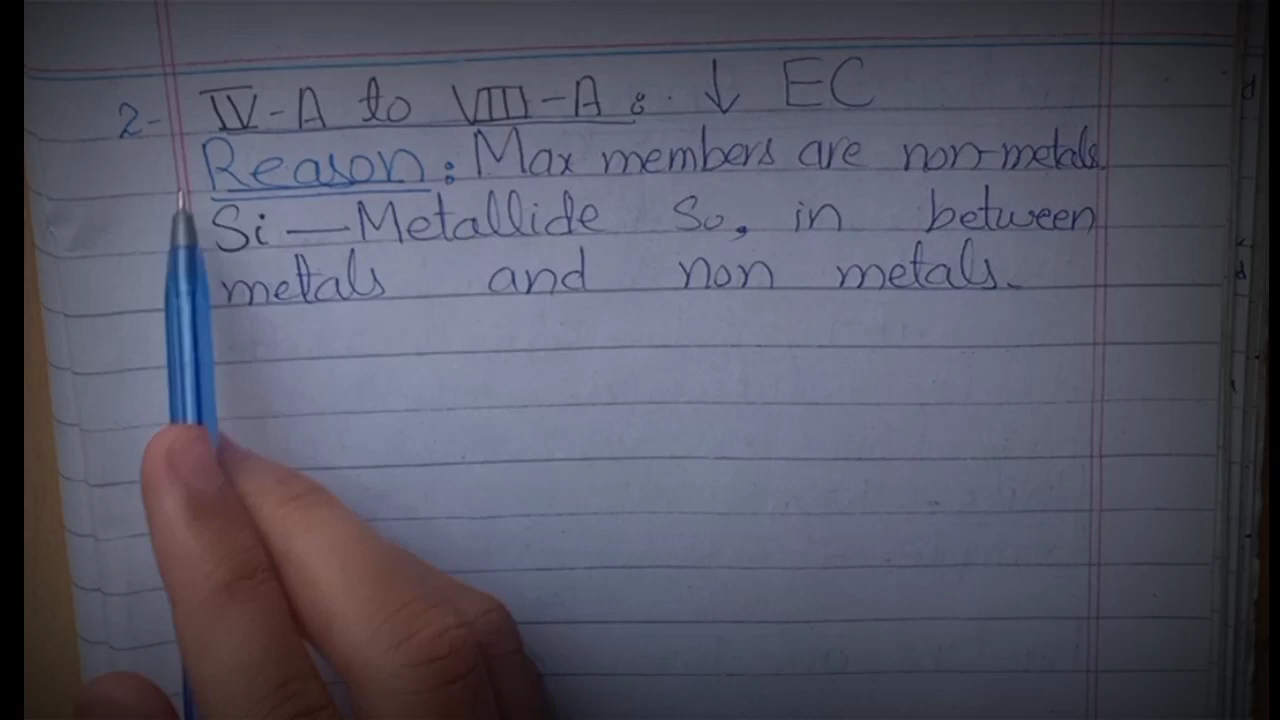 2- IV-A to VIII-A: ↓ EC
Reason: Max members are non-metals.
Si — Metallide So, in between
metals and non metals.